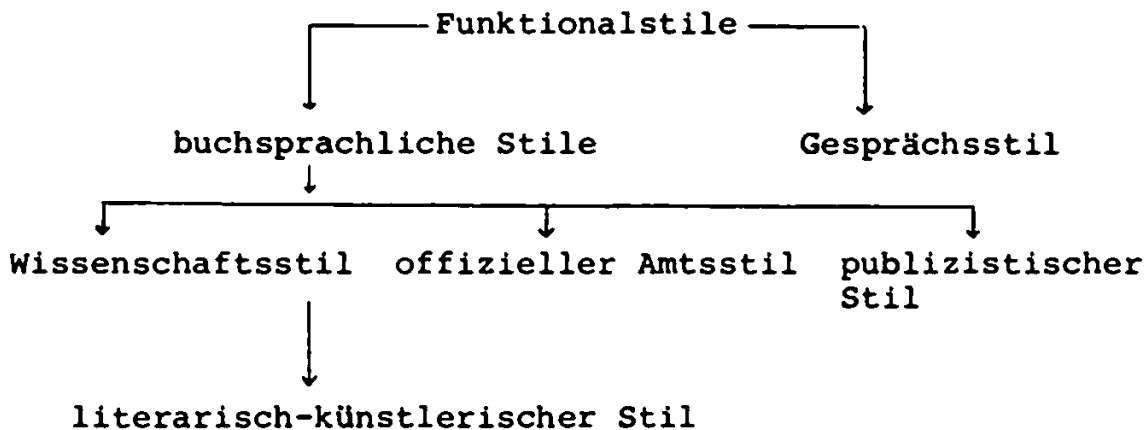 Funktionalstile
buchsprachliche Stile Gesprächsstil
Wissenschaftsstil offizieller Amtsstil publizistischer
Stil
literarisch-künstlerischer Stil